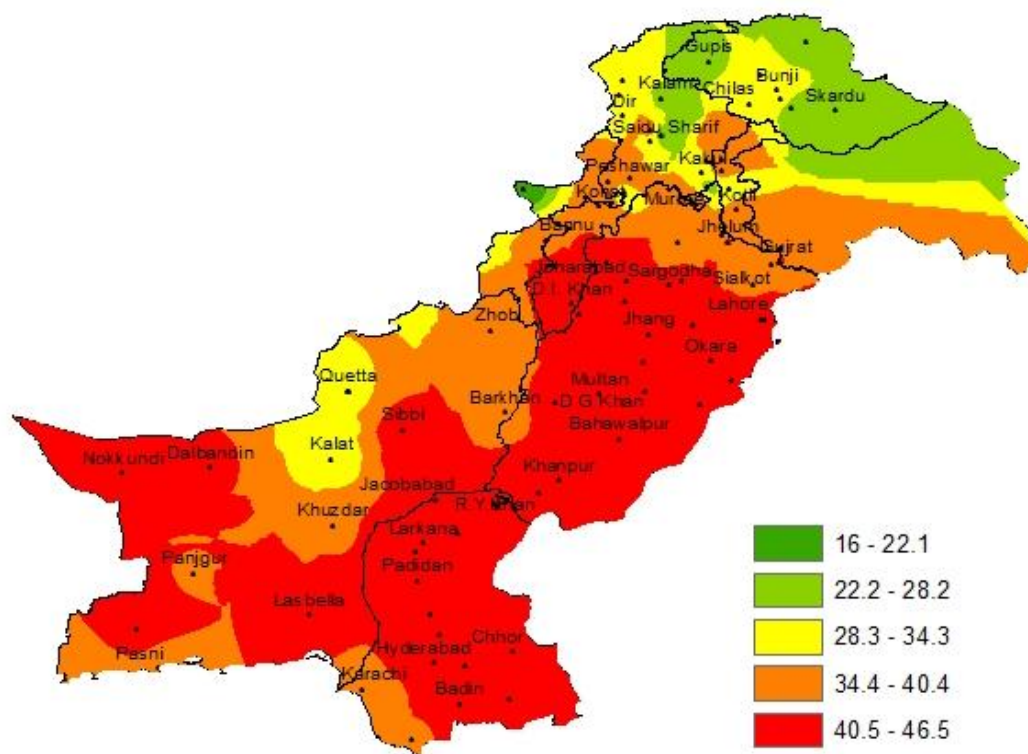 Gupis
Kalam
Chilas
Bunji
Skardu
Dir
Saidu Sharif
Peshawar
Kakul
Kohat
Murree
Kotli
Bannu
Jhelum
Gujrat
Joharabad
Sargodha
Sialkot
D.I. Khan
Lahore
Zhob
Jhang
Okara
Quetta
Multan
Barkhan
D.G.Khan
Sibbi
Bahawalpur
Kalat
Nokkundi
Dalbandin
Khanpur
Jacobabad
R.Y.Khan
Khuzdar
Larkana
Panjgur
Padidan
Lasbella
Chhor
Hyderabad
Pasni
Karachi
Badin
16 - 22.1
22.2 - 28.2
28.3 - 34.3
34.4 - 40.4
40.5 - 46.5